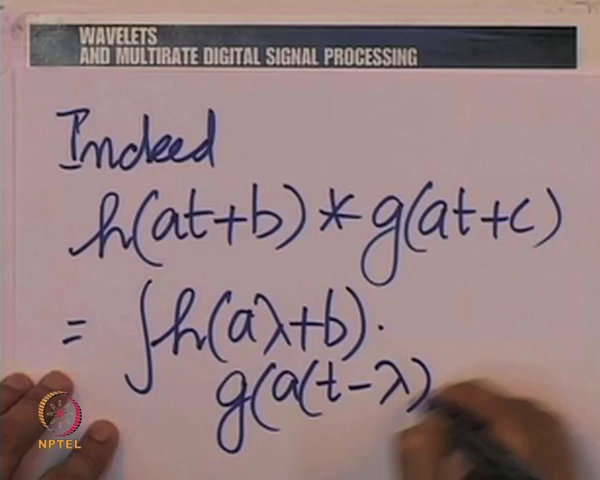 WAVELETS
AND MULTIRATE DIGITAL SIGNAL PROCESSING
Indeed
h(at+b) * g(at+c)
= ∫h(aλ+b).
g(a(t-λ)
NPTEL